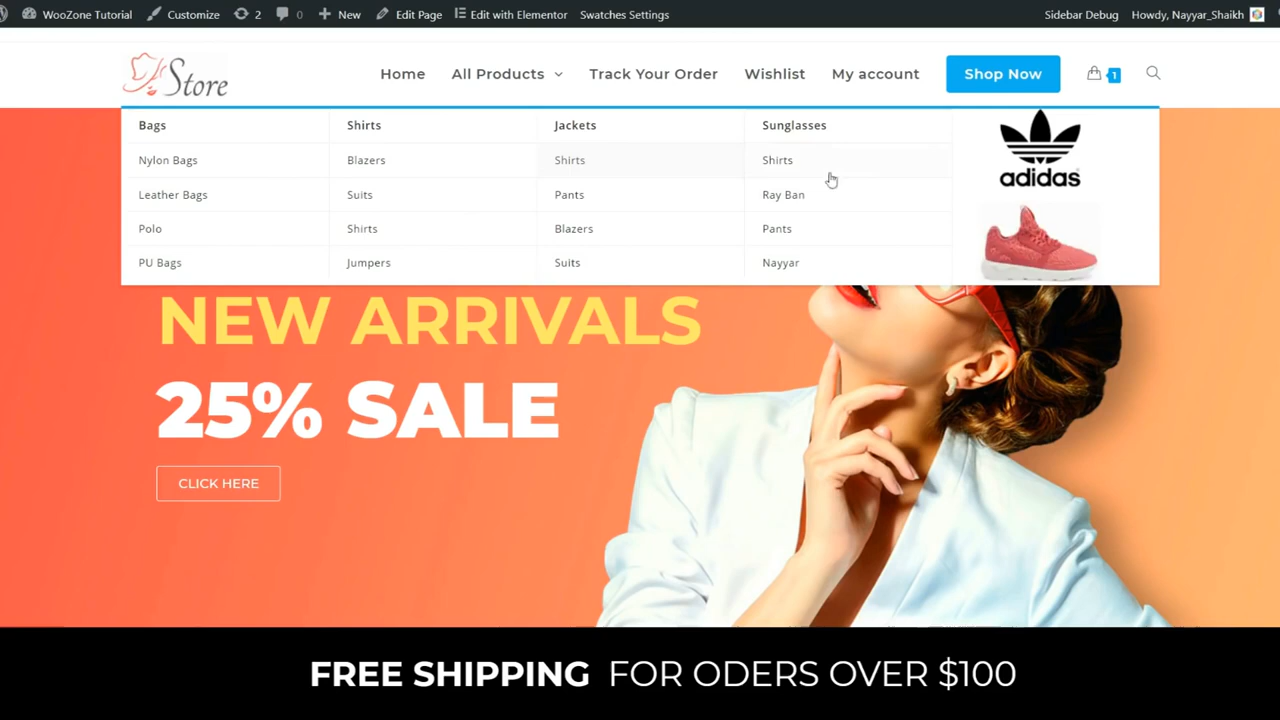 WooZone Tutorial Customize 2 0 New Edit Page Edit with Elementor Swatches Settings Sidebar Debug Howdy, Nayyar_Shaikh
Store Home All Products Track Your Order Wishlist My account Shop Now 1
Bags Shirts Jackets Sunglasses
Nylon Bags Blazers Shirts Shirts
adidas
Leather Bags Suits Pants Ray Ban
Polo Shirts Blazers Pants
PU Bags Jumpers Suits Nayyar
NEW ARRIVALS
25% SALE
CLICK HERE
FREE SHIPPING FOR ODERS OVER $100